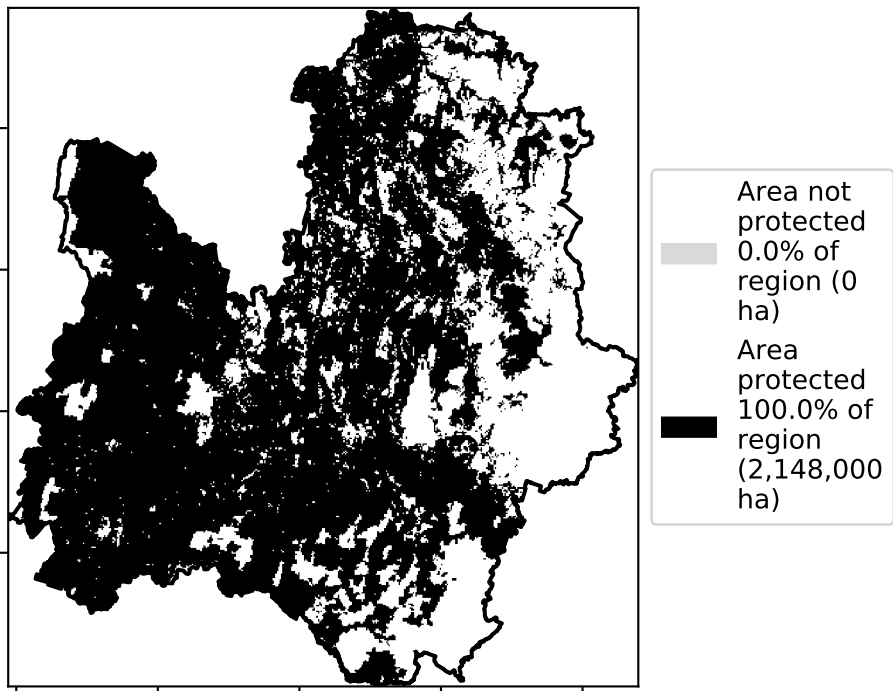 Area not
protected
0.0% of
region (0
ha)
Area
protected
100.0% of
region
(2,148,000
ha)